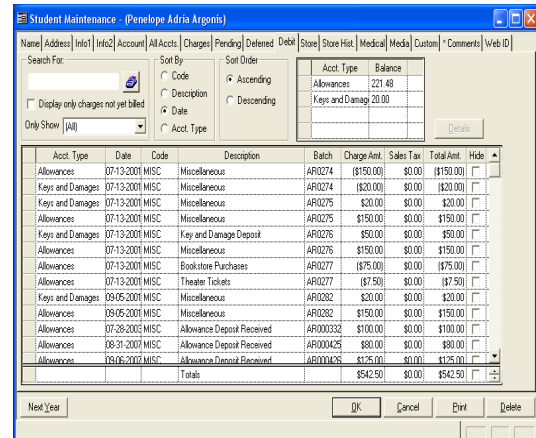 Student Maintenance - (Penelope Adria Argonis)
Name Address Info1 Info2 Account All Accts. Charges Pending Deferred Debit Store Store Hist. Medical Media Custom * Comments Web ID
Search For:
Display only charges not yet billed
Only Show (All)
Sort By
Code
Description
Date
Acct. Type
Sort Order
Ascending
Descending
Acct. Type Balance
Allowances 221.48
Keys and Damagi 20.00
Details
Acct. Type Date Code Description Batch Charge Amt. Sales Tax Total Amt. Hide
Allowances 07-13-2001 MISC Miscellaneous AR0274 ($150.00) $0.00 ($150.00)
Keys and Damages 07-13-2001 MISC Miscellaneous AR0274 ($20.00) $0.00 ($20.00)
Keys and Damages 07-13-2001 MISC Miscellaneous AR0275 $20.00 $0.00 $20.00
Allowances 07-13-2001 MISC Miscellaneous AR0275 $150.00 $0.00 $150.00
Keys and Damages 07-13-2001 MISC Key and Damage Deposit AR0276 $50.00 $0.00 $50.00
Allowances 07-13-2001 MISC Miscellaneous AR0276 $150.00 $0.00 $150.00
Allowances 07-13-2001 MISC Bookstore Purchases AR0277 ($75.00) $0.00 ($75.00)
Allowances 07-13-2001 MISC Theater Tickets AR0277 ($7.50) $0.00 ($7.50)
Keys and Damages 09-05-2001 MISC Miscellaneous AR0282 $20.00 $0.00 $20.00
Allowances 09-05-2001 MISC Miscellaneous AR0282 $150.00 $0.00 $150.00
Allowances 07-28-2003 MISC Allowance Deposit Received AR000332 $100.00 $0.00 $100.00
Allowances 08-31-2007 MISC Allowance Deposit Received AR000425 $80.00 $0.00 $80.00
Allowances 09-06-2007 MISC Allowance Deposit Received AR000426 $125.00 $0.00 $125.00
Totals $542.50 $0.00 $542.50
Next Year OK Cancel Print Delete